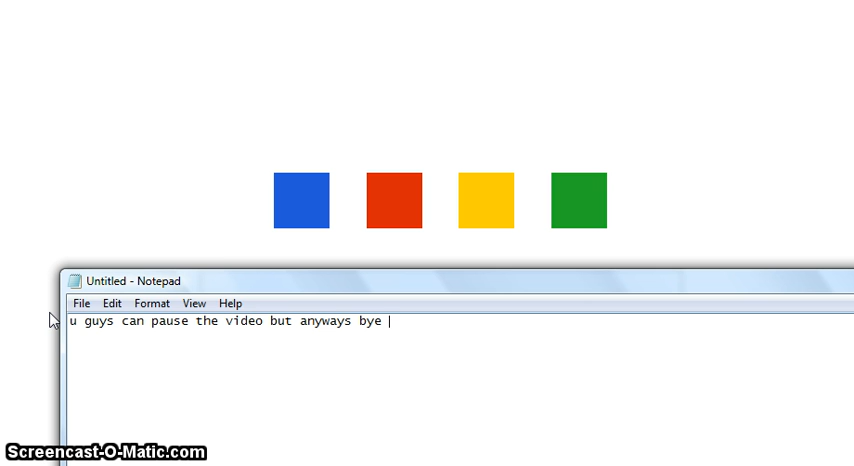 Untitled - Notepad
File Edit Format View Help
u guys can pause the video but anyways bye
Screencast-O-Matic.com